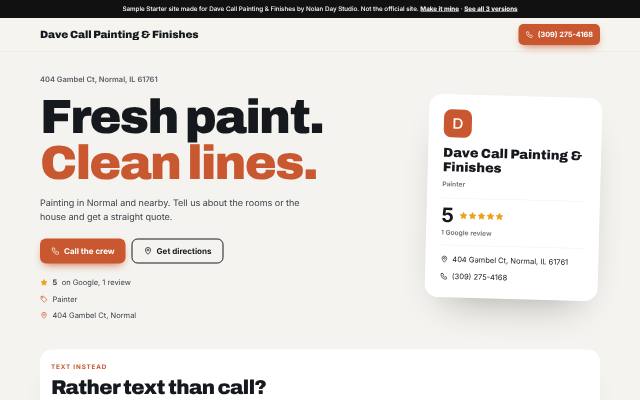 Sample Starter site made for Dave Call Painting & Finishes by Nolan Day Studio. Not the official site. Make it mine · See all 3 versions
Dave Call Painting & Finishes
(309) 275-4168
404 Gambel Ct, Normal, IL 61761
Fresh paint.
Clean lines.
Painting in Normal and nearby. Tell us about the rooms or the
house and get a straight quote.
Call the crew
Get directions
5 on Google, 1 review
Painter
404 Gambel Ct, Normal
D
Dave Call Painting &
Finishes
Painter
5
1 Google review
404 Gambel Ct, Normal, IL 61761
(309) 275-4168
TEXT INSTEAD
Rather text than call?